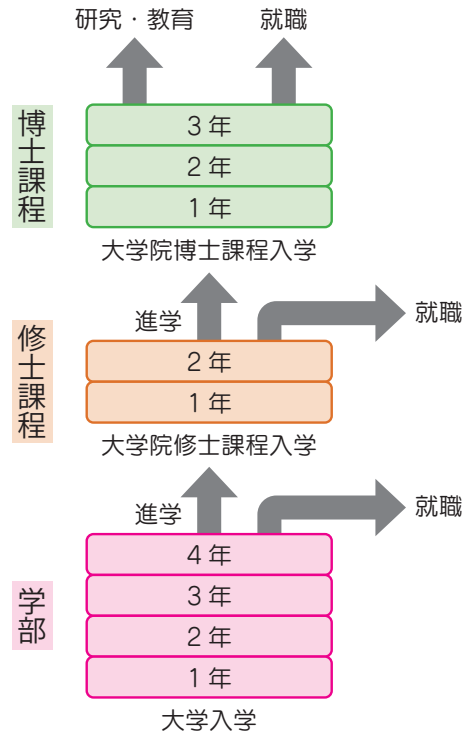 研究・教育
就職
博士課程
3年
2年
1年
大学院博士課程入学
進学
就職
修士課程
2年
1年
大学院修士課程入学
進学
就職
学部
4年
3年
2年
1年
大学入学